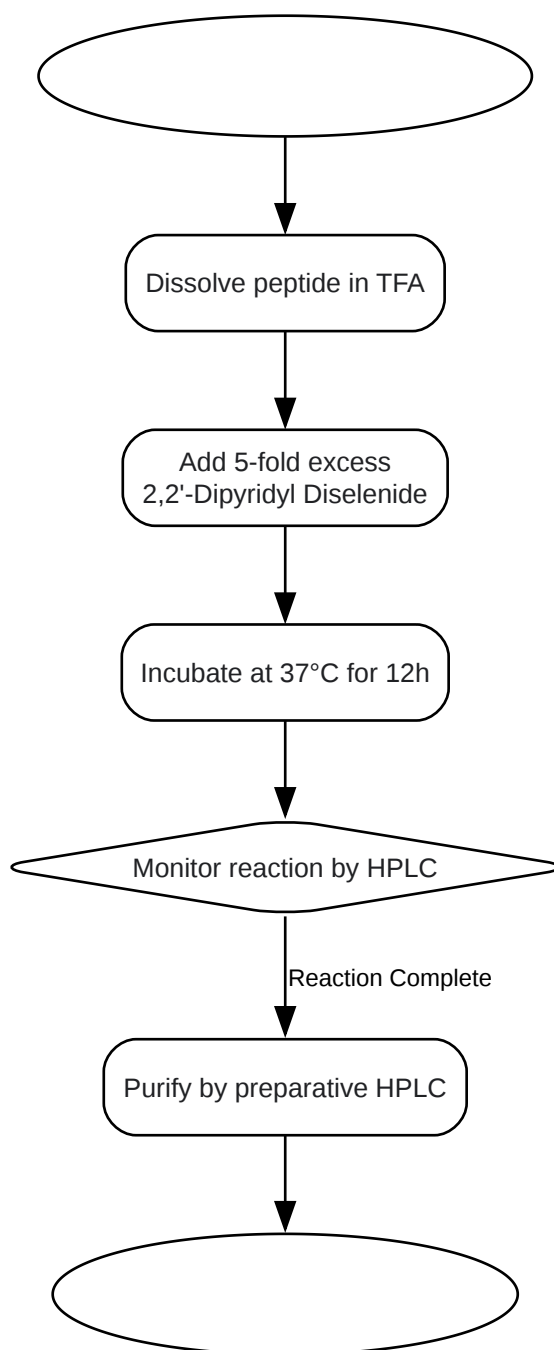 Dissolve peptide in TFA
Add 5-fold excess
2,2'-Dipyridyl Diselenide
Incubate at 37°C for 12h
Monitor reaction by HPLC
Reaction Complete
Purify by preparative HPLC